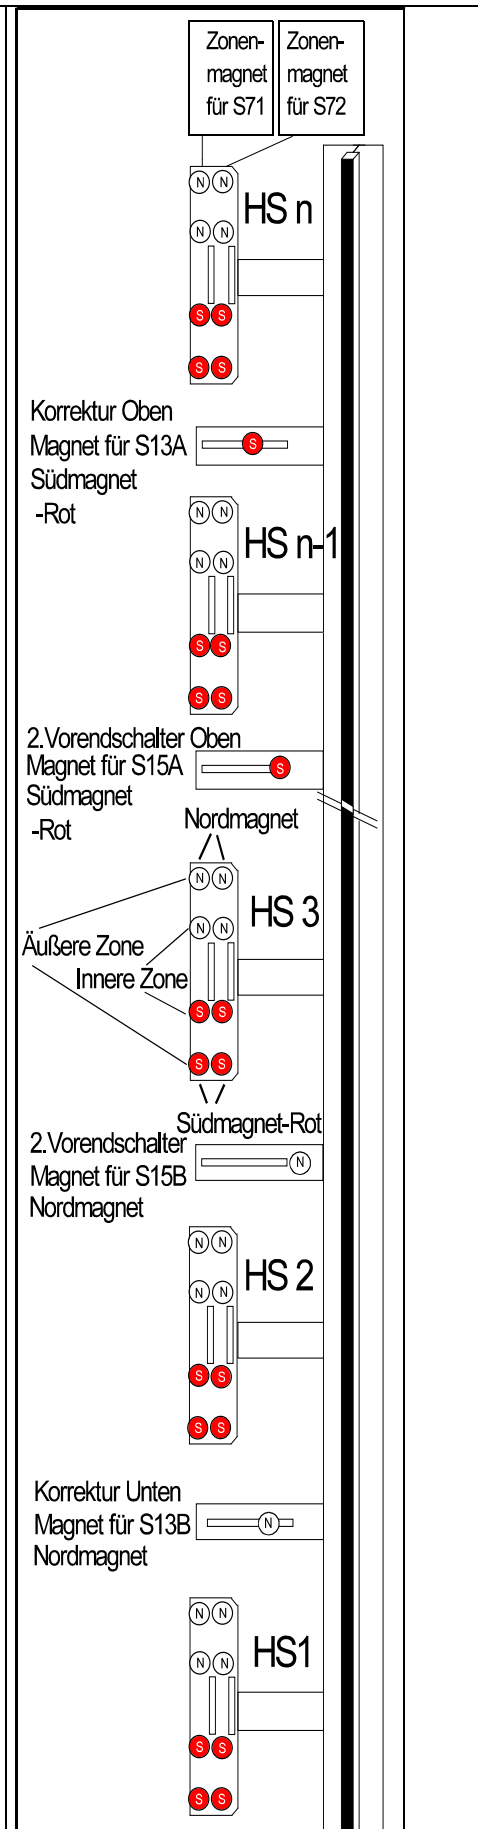 Zonen-
magnet
für S71
Zonen-
magnet
für S72
N N
HS n
N N
S S
S S
Korrektur Oben
Magnet für S13A
Südmagnet
-Rot
S
N N
HS n-1
N N
S S
S S
2.Vorendschalter Oben
Magnet für S15A
Südmagnet
-Rot
S
Nordmagnet
N N
HS 3
N N
Äußere Zone
Innere Zone
S S
S S
Südmagnet-Rot
2.Vorendschalter
Magnet für S15B
Nordmagnet
N
N N
HS 2
N N
S S
S S
Korrektur Unten
Magnet für S13B
Nordmagnet
N
N N
HS1
N N
S S
S S